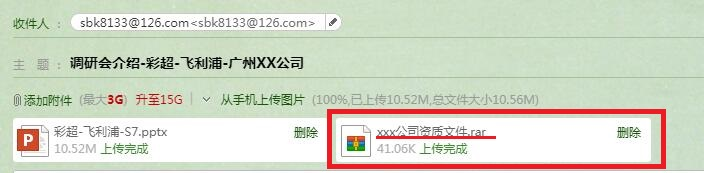 收件人： sbk8133@126.com<sbk8133@126.com>
主 题： 调研会介绍-彩超-飞利浦-广州XX公司
添加附件 (最大3G) 升至15G | 从手机上传图片 (100%,已上传10.52M,总文件大小10.56M)
彩超-飞利浦-S7.pptx 删除
10.52M 上传完成
xxx公司资质文件.rar 删除
41.06K 上传完成